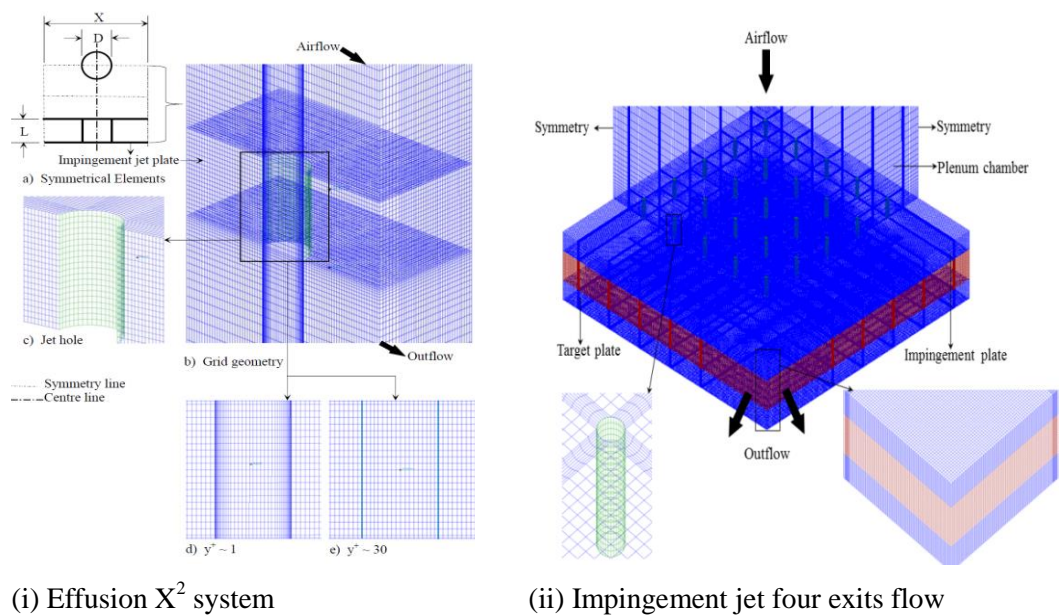 X
D
L
Impingement jet plate
a) Symmetrical Elements
Airflow
c) Jet hole
b) Grid geometry
Outflow
Symmetry line
Centre line
d) y+ ~ 1
e) y+ ~ 30
(i) Effusion X² system
Airflow
Symmetry
Symmetry
Plenum chamber
Target plate
Impingement plate
Outflow
(ii) Impingement jet four exits flow